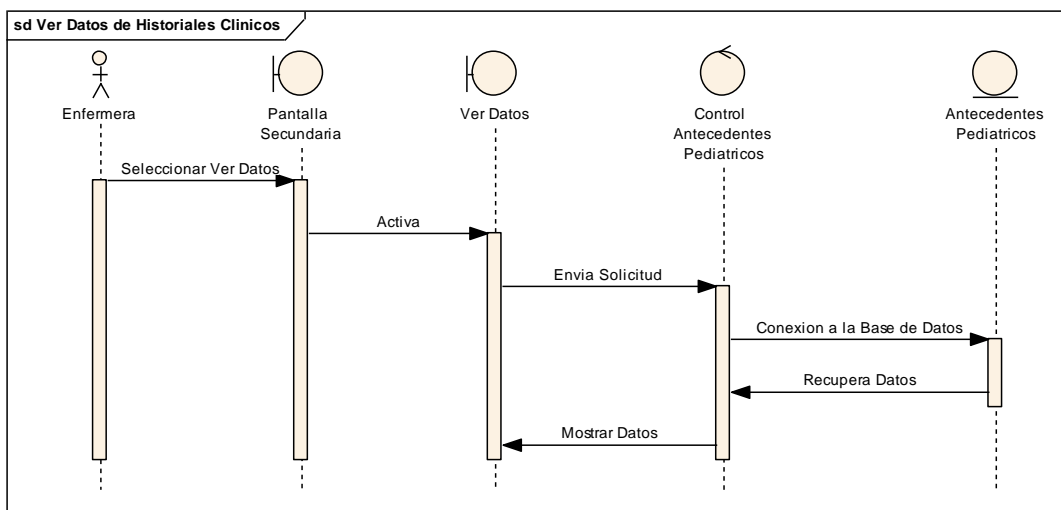 sd Ver Datos de Historiales Clinicos
Enfermera
Pantalla
Secundaria
Ver Datos
Control
Antecedentes
Pediatricos
Antecedentes
Pediatricos
Seleccionar Ver Datos
Activa
Envia Solicitud
Conexion a la Base de Datos
Recupera Datos
Mostrar Datos